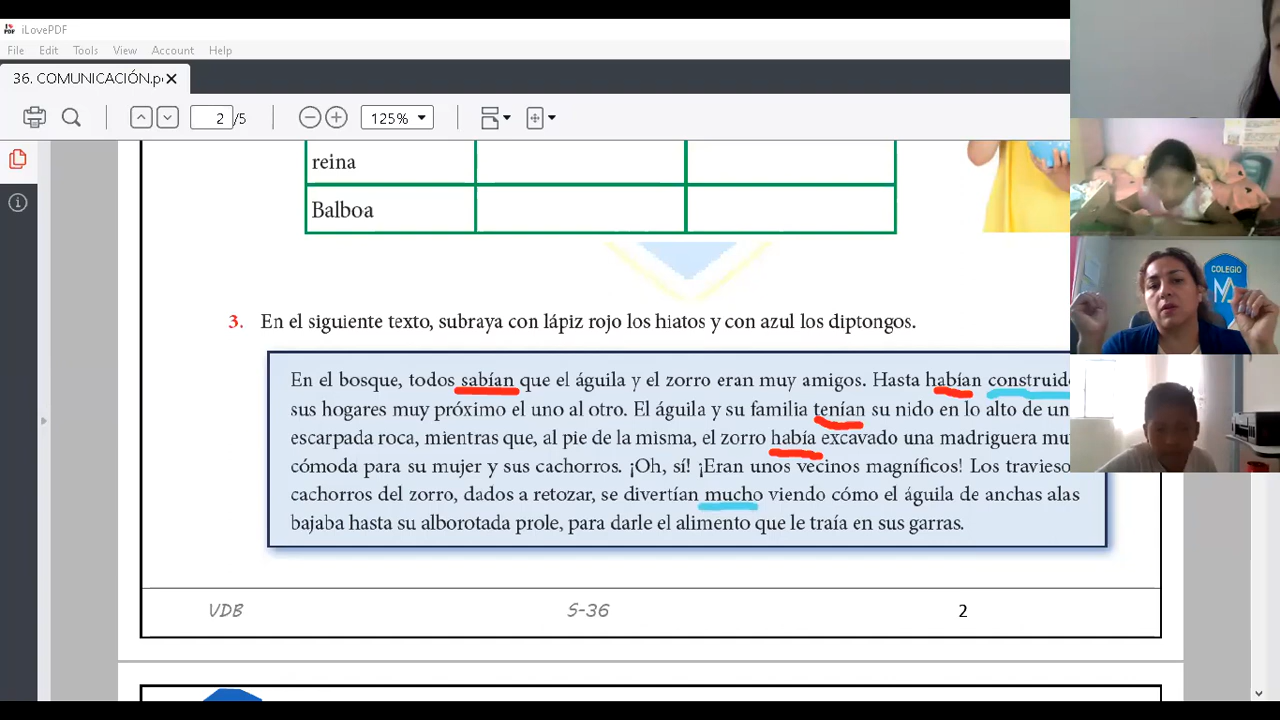 iLovePDF
File Edit Tools View Account Help
36. COMUNICACIÓN.p
2 /5 125%
reina
Balboa
3. En el siguiente texto, subraya con lápiz rojo los hiatos y con azul los diptongos.
En el bosque, todos sabían que el águila y el zorro eran muy amigos. Hasta habían construido
sus hogares muy próximo el uno al otro. El águila y su familia tenían su nido en lo alto de un
escarpada roca, mientras que, al pie de la misma, el zorro había excavado una madriguera mu
cómoda para su mujer y sus cachorros. ¡Oh, sí! ¡Eran unos vecinos magníficos! Los travieso
cachorros del zorro, dados a retozar, se divertían mucho viendo cómo el águila de anchas alas
bajaba hasta su alborotada prole, para darle el alimento que le traía en sus garras.
VDB S-36 2
COLEGIO